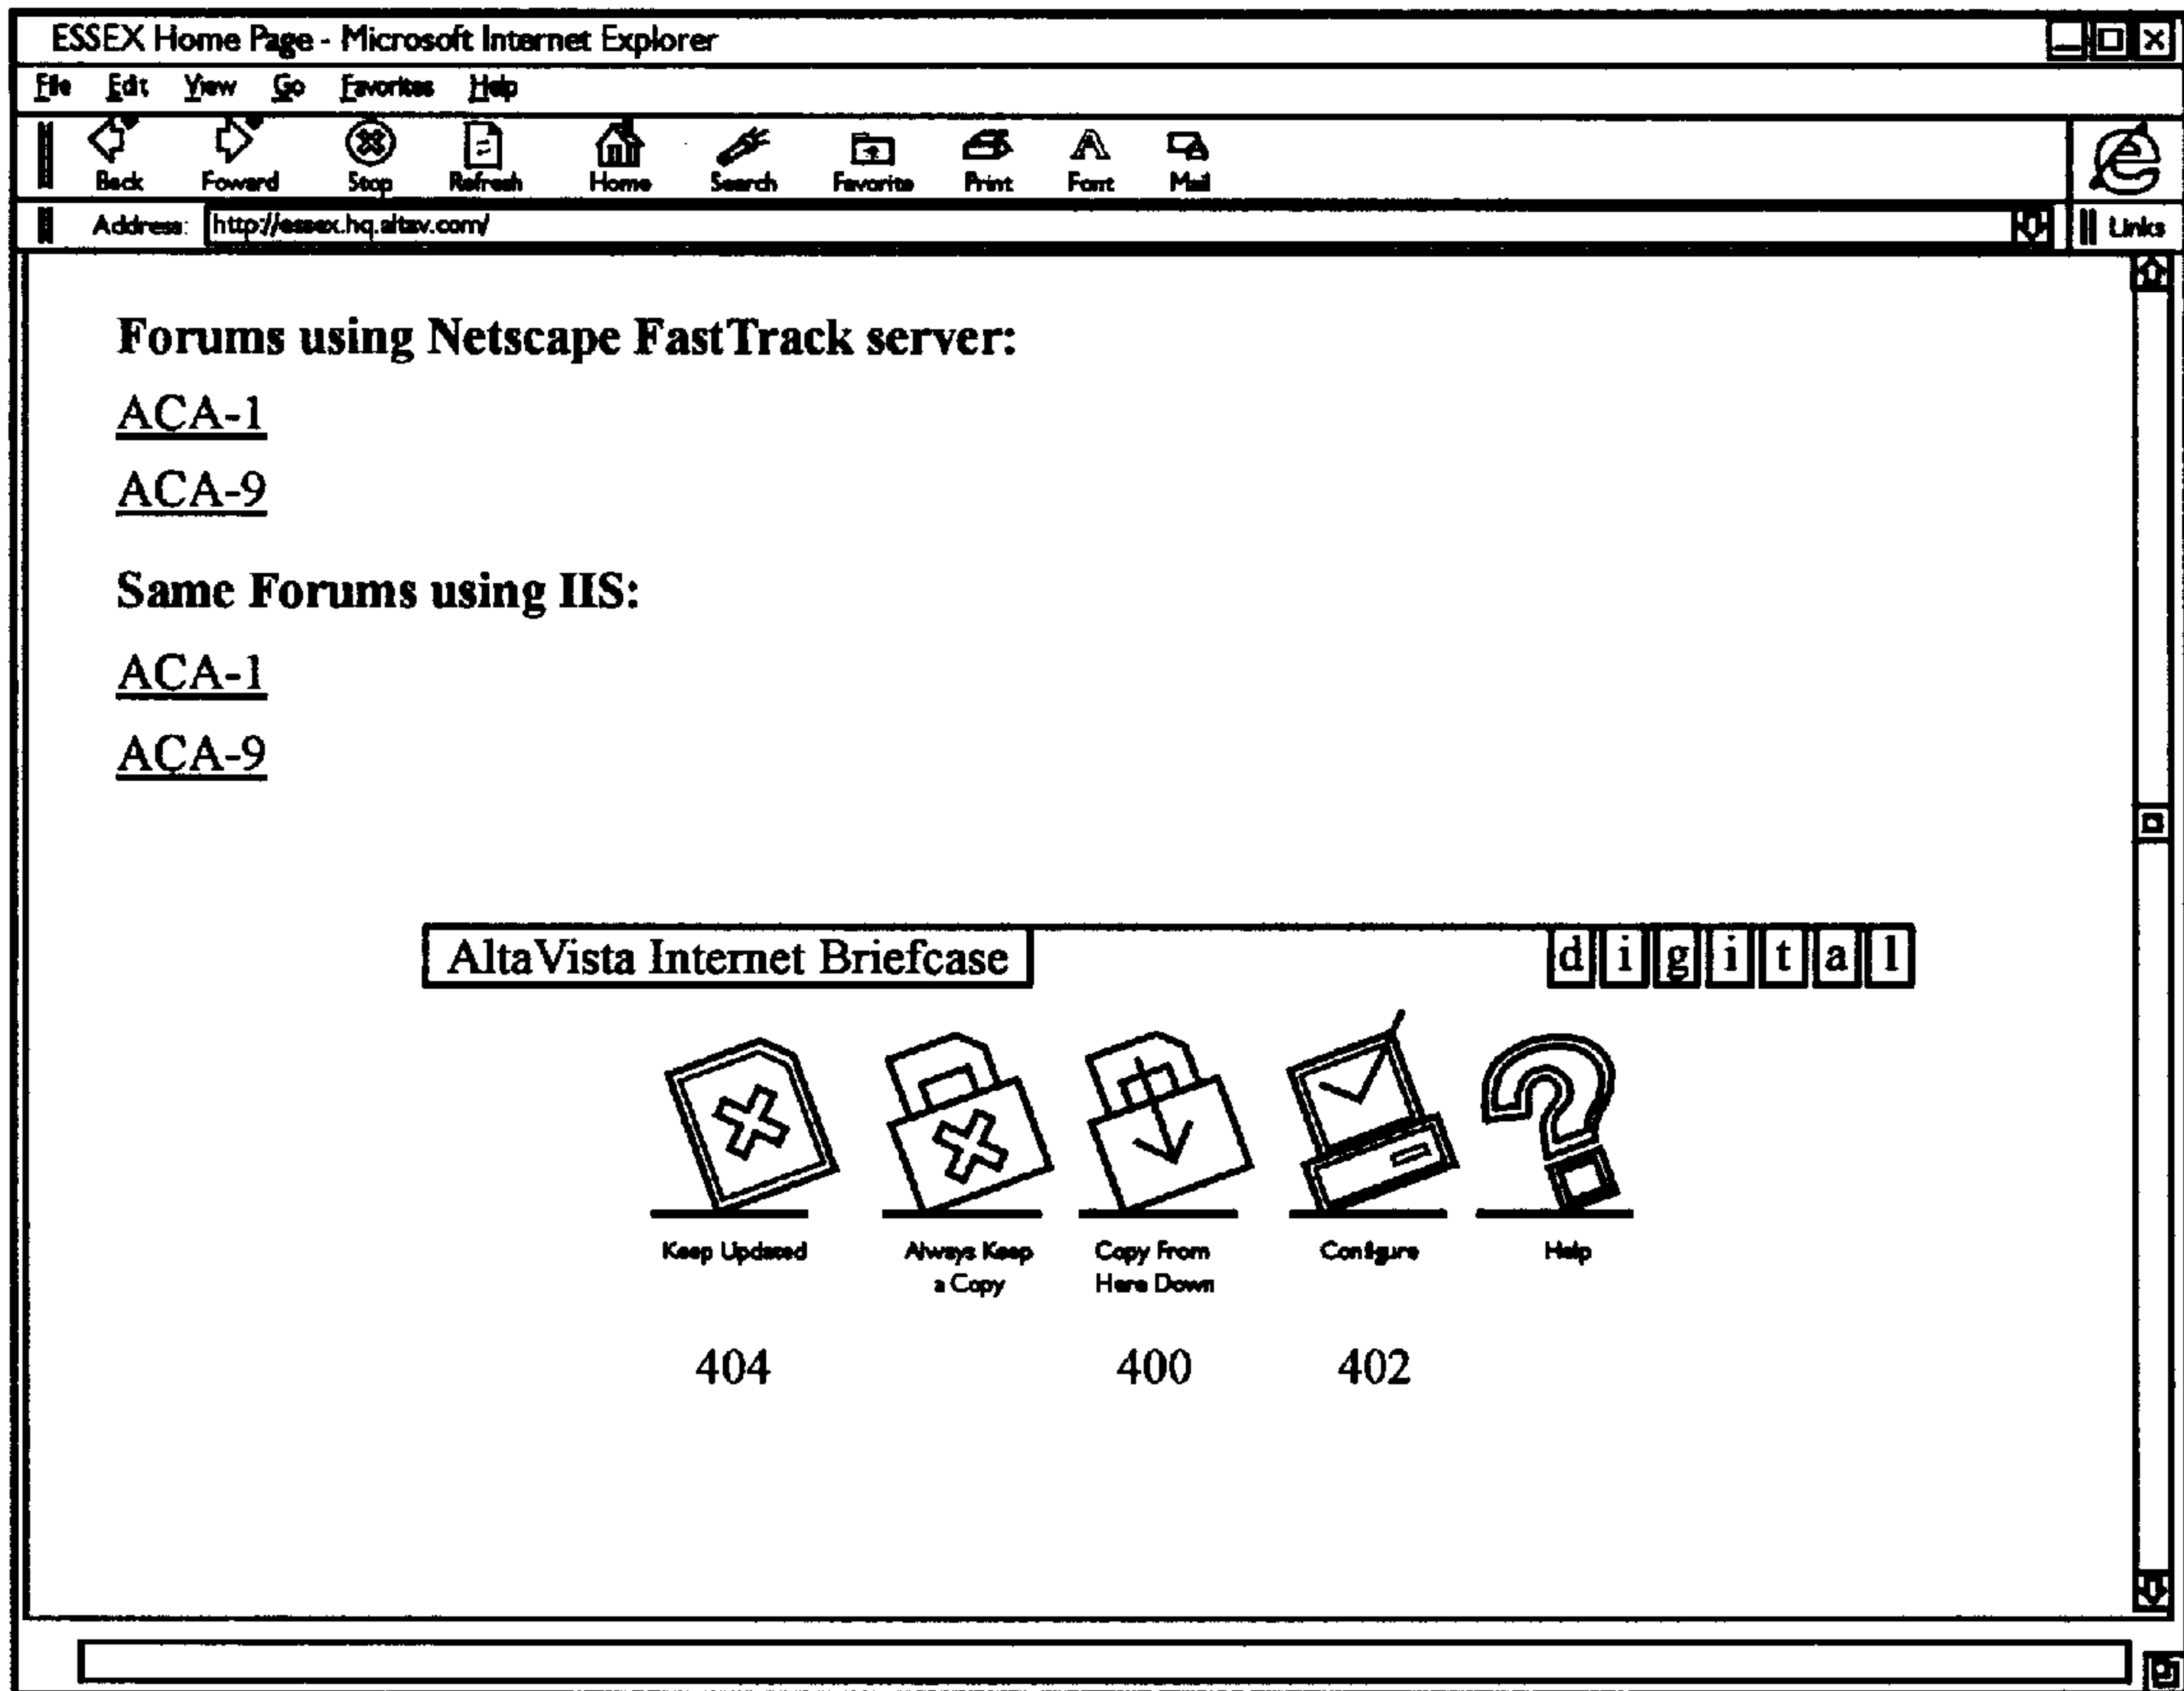 ESSEX Home Page - Microsoft Internet Explorer
File Edit View Go Favorites Help
Back Foward Stop Refresh Home Search Favorite Print Font Mail
Address: http://essex.hq.altav.com/ Links
Forums using Netscape FastTrack server:
ACA-1
ACA-9
Same Forums using IIS:
ACA-1
ACA-9
AltaVista Internet Briefcase digital
Keep Updated Always Keep Copy From Configure Help
a Copy Here Down
404 400 402